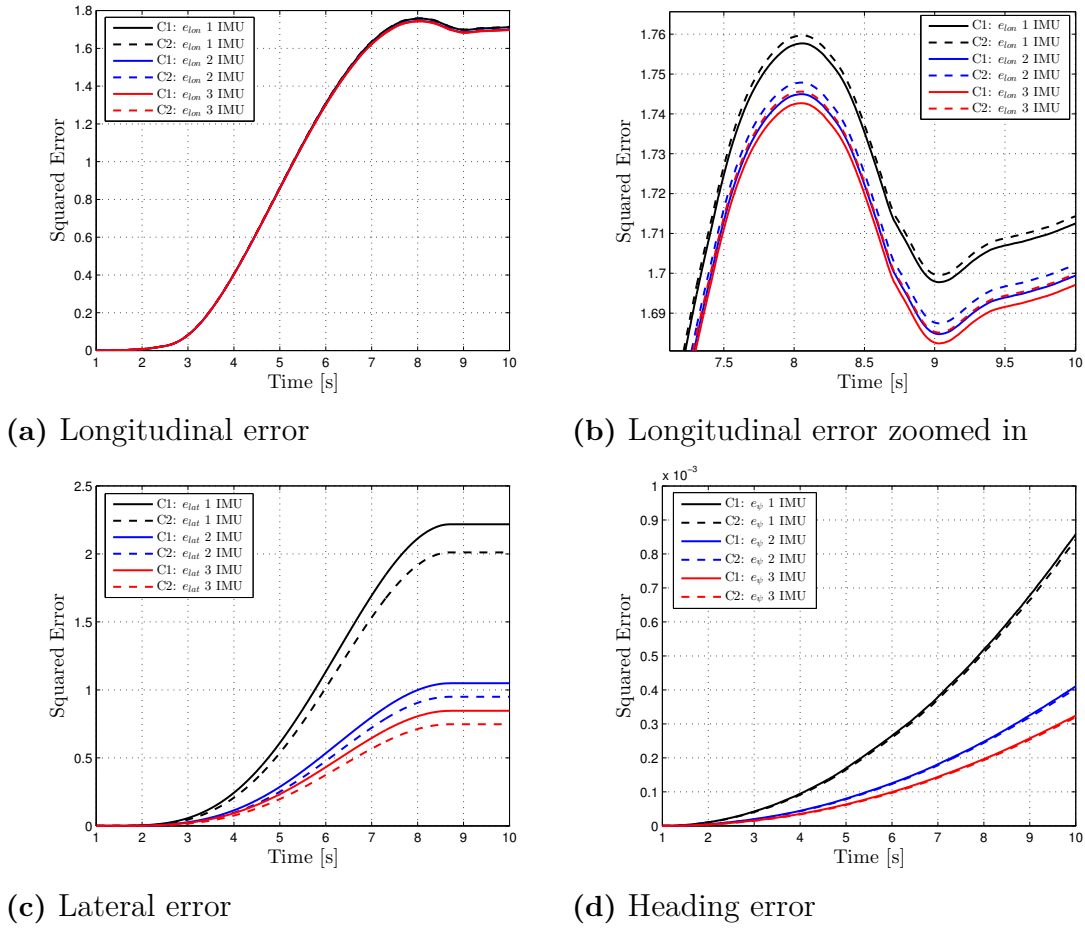 1.8
1.6
1.4
1.2
1
0.8
0.6
0.4
0.2
0
Squared Error
C1: e_lon 1 IMU
C2: e_lon 1 IMU
C1: e_lon 2 IMU
C2: e_lon 2 IMU
C1: e_lon 3 IMU
C2: e_lon 3 IMU
1 2 3 4 5 6 7 8 9 10
Time [s]
(a) Longitudinal error
1.76
1.75
1.74
1.73
1.72
1.71
1.7
1.69
Squared Error
C1: e_lon 1 IMU
C2: e_lon 1 IMU
C1: e_lon 2 IMU
C2: e_lon 2 IMU
C1: e_lon 3 IMU
C2: e_lon 3 IMU
7.5 8 8.5 9 9.5 10
Time [s]
(b) Longitudinal error zoomed in
2.5
2
1.5
1
0.5
0
Squared Error
C1: e_lat 1 IMU
C2: e_lat 1 IMU
C1: e_lat 2 IMU
C2: e_lat 2 IMU
C1: e_lat 3 IMU
C2: e_lat 3 IMU
1 2 3 4 5 6 7 8 9 10
Time [s]
(c) Lateral error
x 10^-3
1
0.9
0.8
0.7
0.6
0.5
0.4
0.3
0.2
0.1
0
Squared Error
C1: e_ψ 1 IMU
C2: e_ψ 1 IMU
C1: e_ψ 2 IMU
C2: e_ψ 2 IMU
C1: e_ψ 3 IMU
C2: e_ψ 3 IMU
1 2 3 4 5 6 7 8 9 10
Time [s]
(d) Heading error